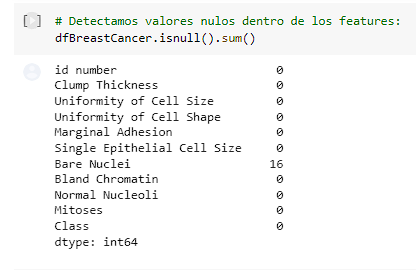 [ ] # Detectamos valores nulos dentro de los features:
dfBreastCancer.isnull().sum()
id number 0
Clump Thickness 0
Uniformity of Cell Size 0
Uniformity of Cell Shape 0
Marginal Adhesion 0
Single Epithelial Cell Size 0
Bare Nuclei 16
Bland Chromatin 0
Normal Nucleoli 0
Mitoses 0
Class 0
dtype: int64